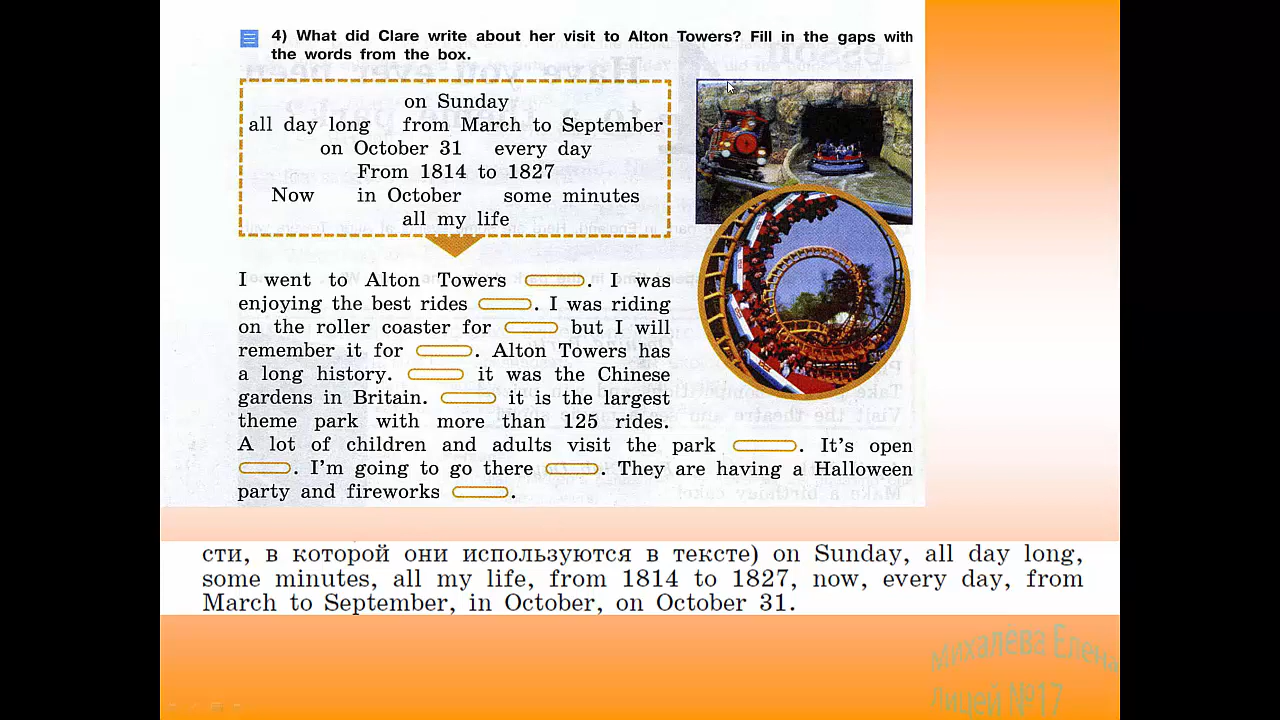 4) What did Clare write about her visit to Alton Towers? Fill in the gaps with
the words from the box.
on Sunday
all day long from March to September
on October 31 every day
From 1814 to 1827
Now in October some minutes
all my life
I went to Alton Towers . I was
enjoying the best rides . I was riding
on the roller coaster for but I will
remember it for . Alton Towers has
a long history. it was the Chinese
gardens in Britain. it is the largest
theme park with more than 125 rides.
A lot of children and adults visit the park . It's open
. I'm going to go there . They are having a Halloween
party and fireworks .
сти, в которой они используются в тексте) on Sunday, all day long,
some minutes, all my life, from 1814 to 1827, now, every day, from
March to September, in October, on October 31.
Михалёва Елена
лицей №17